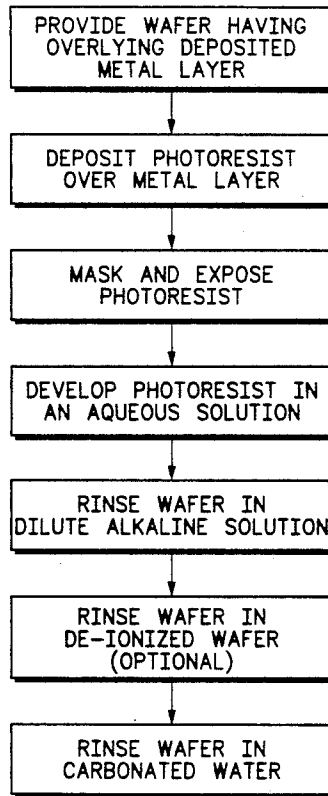 PROVIDE WAFER HAVING
OVERLYING DEPOSITED
METAL LAYER
DEPOSIT PHOTORESIST
OVER METAL LAYER
MASK AND EXPOSE
PHOTORESIST
DEVELOP PHOTORESIST IN
AN AQUEOUS SOLUTION
RINSE WAFER IN
DILUTE ALKALINE SOLUTION
RINSE WAFER IN
DE-IONIZED WAFER
(OPTIONAL)
RINSE WAFER IN
CARBONATED WATER